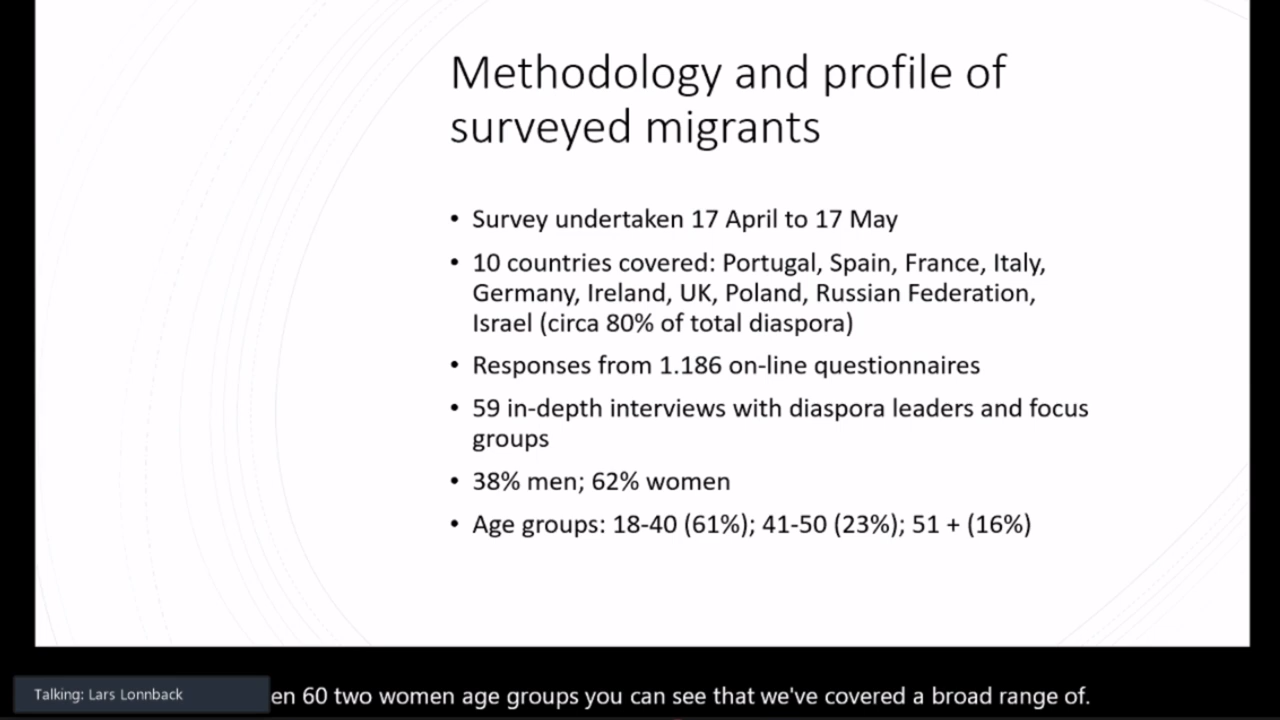 Methodology and profile of
surveyed migrants
• Survey undertaken 17 April to 17 May
• 10 countries covered: Portugal, Spain, France, Italy,
Germany, Ireland, UK, Poland, Russian Federation,
Israel (circa 80% of total diaspora)
• Responses from 1.186 on-line questionnaires
• 59 in-depth interviews with diaspora leaders and focus
groups
• 38% men; 62% women
• Age groups: 18-40 (61%); 41-50 (23%); 51 + (16%)
Talking: Lars Lonnback
en 60 two women age groups you can see that we've covered a broad range of.